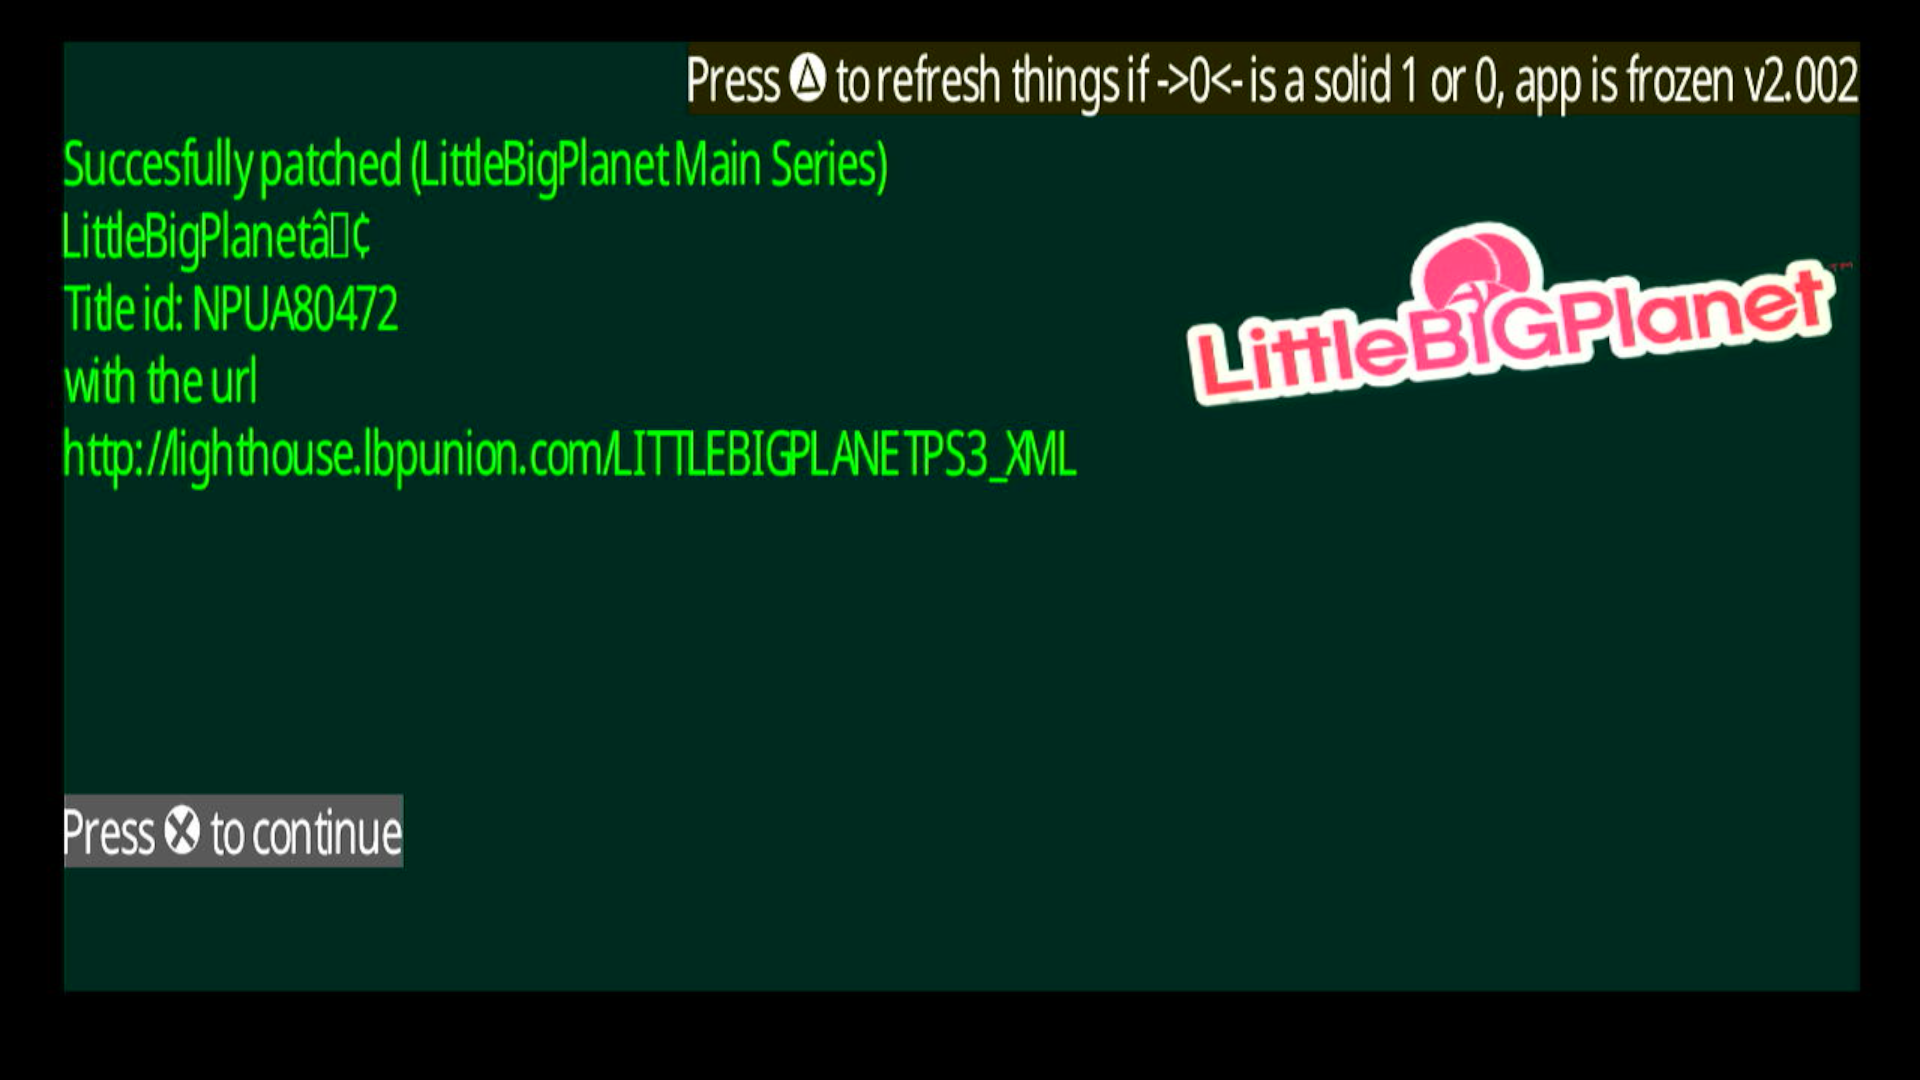 Press Ⓧ to refresh things if ->0<- is a solid 1 or 0, app is frozen v2.002
Succesfully patched (LittleBigPlanet Main Series)
LittleBigPlanetâ▯¢
Title id: NPUA80472
with the url
http://lighthouse.lbpunion.com/LITTLEBIGPLANETPS3_XML
LittleBIGPlanet™
Press Ⓧ to continue